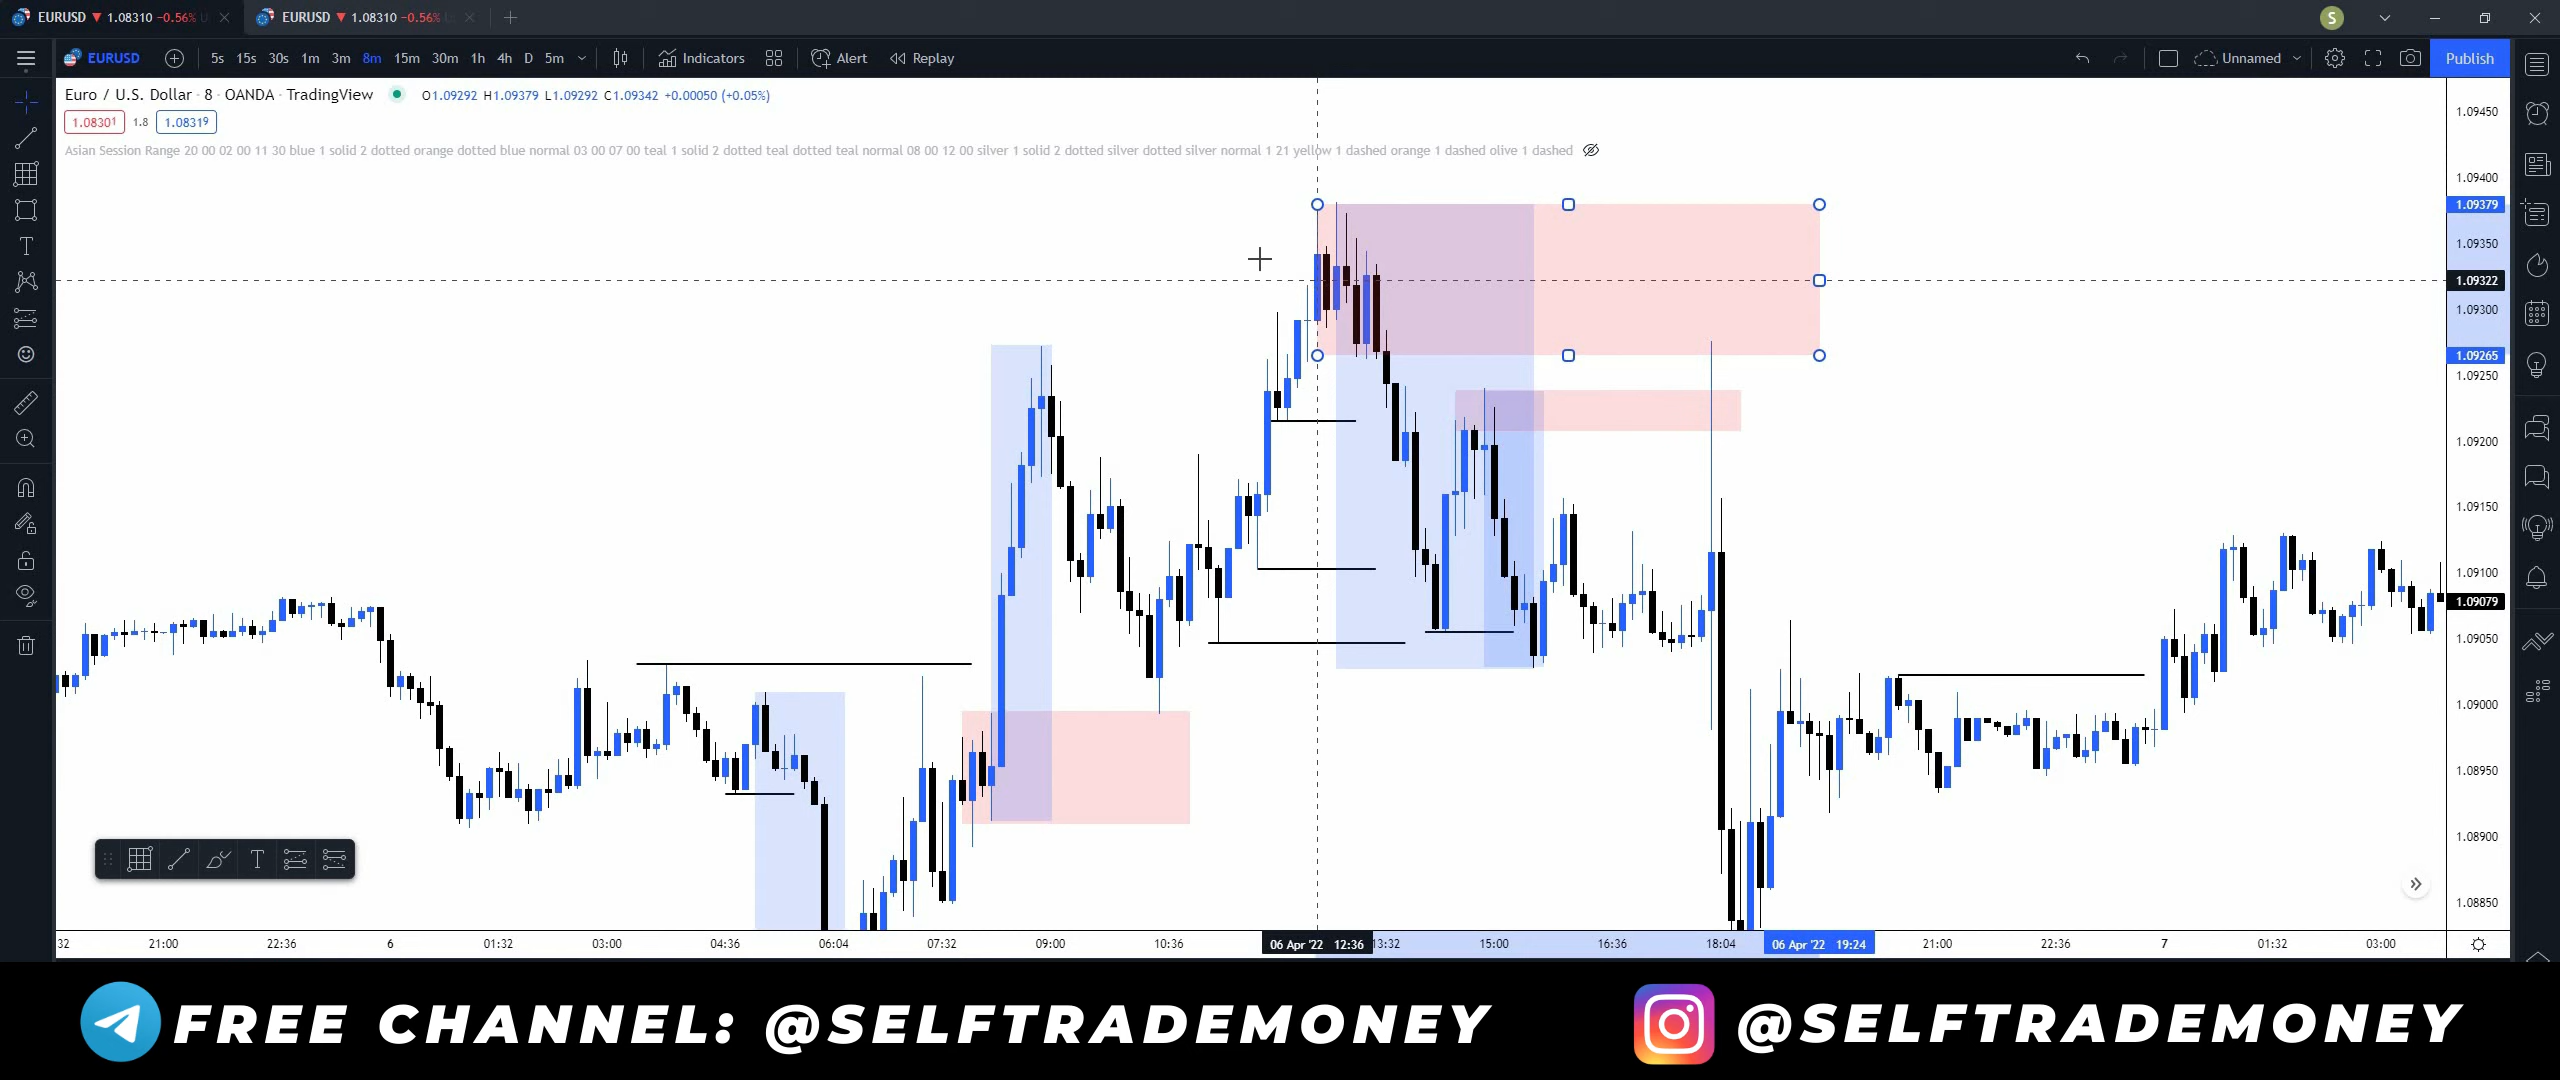 EURUSD ▼ 1.08310 −0.56% U
EURUSD ▼ 1.08310 −0.56%
S
EURUSD 5s 15s 30s 1m 3m 8m 15m 30m 1h 4h D 5m Indicators Alert Replay Unnamed Publish
Euro / U.S. Dollar · 8 · OANDA · TradingView O1.09292 H1.09379 L1.09292 C1.09342 +0.00050 (+0.05%)
1.08301 1.8 1.08319
Asian Session Range 20 00 02 00 11 30 blue 1 solid 2 dotted orange dotted blue normal 03 00 07 00 teal 1 solid 2 dotted teal dotted teal normal 08 00 12 00 silver 1 solid 2 dotted silver dotted silver normal 1 21 yellow 1 dashed orange 1 dashed olive 1 dashed
1.09450
1.09400
1.09379
1.09350
1.09322
1.09300
1.09265
1.09250
1.09200
1.09150
1.09100
1.09079
1.09050
1.09000
1.08950
1.08900
1.08850
32 21:00 22:36 6 01:32 03:00 04:36 06:04 07:32 09:00 10:36 06 Apr '22 12:36 13:32 15:00 16:36 18:04 06 Apr '22 19:24 21:00 22:36 7 01:32 03:00
FREE CHANNEL: @SELFTRADEMONEY
@SELFTRADEMONEY